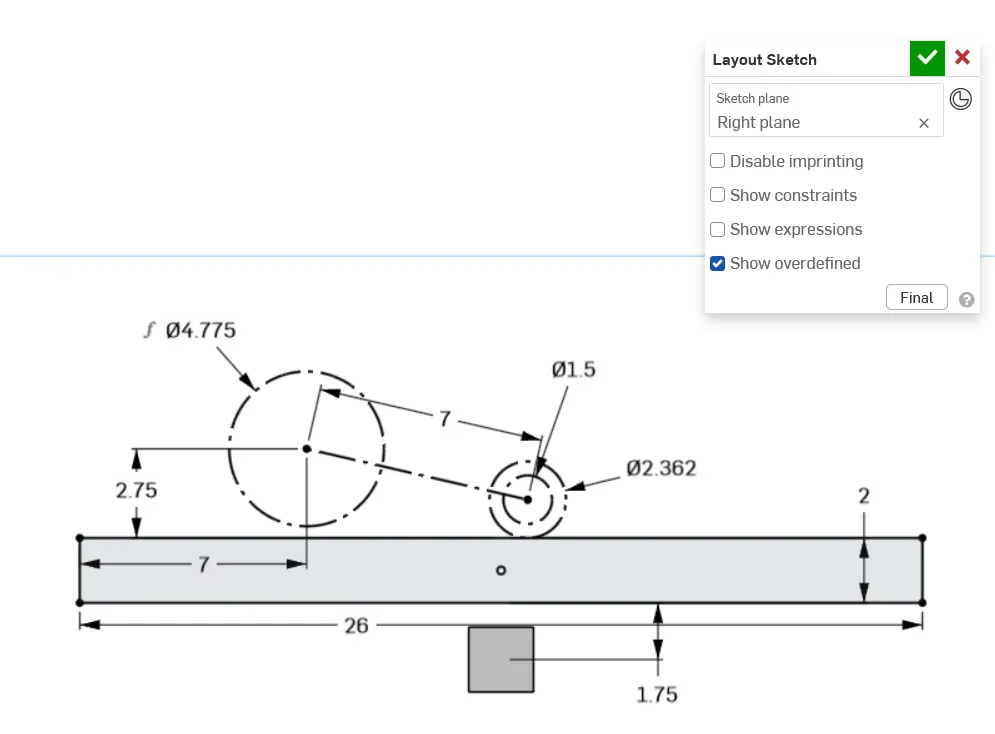 Layout Sketch
Sketch plane
Right plane
Disable imprinting
Show constraints
Show expressions
Show overdefined
Final
ƒ Ø4.775
Ø1.5
7
Ø2.362
2.75
2
7
26
1.75